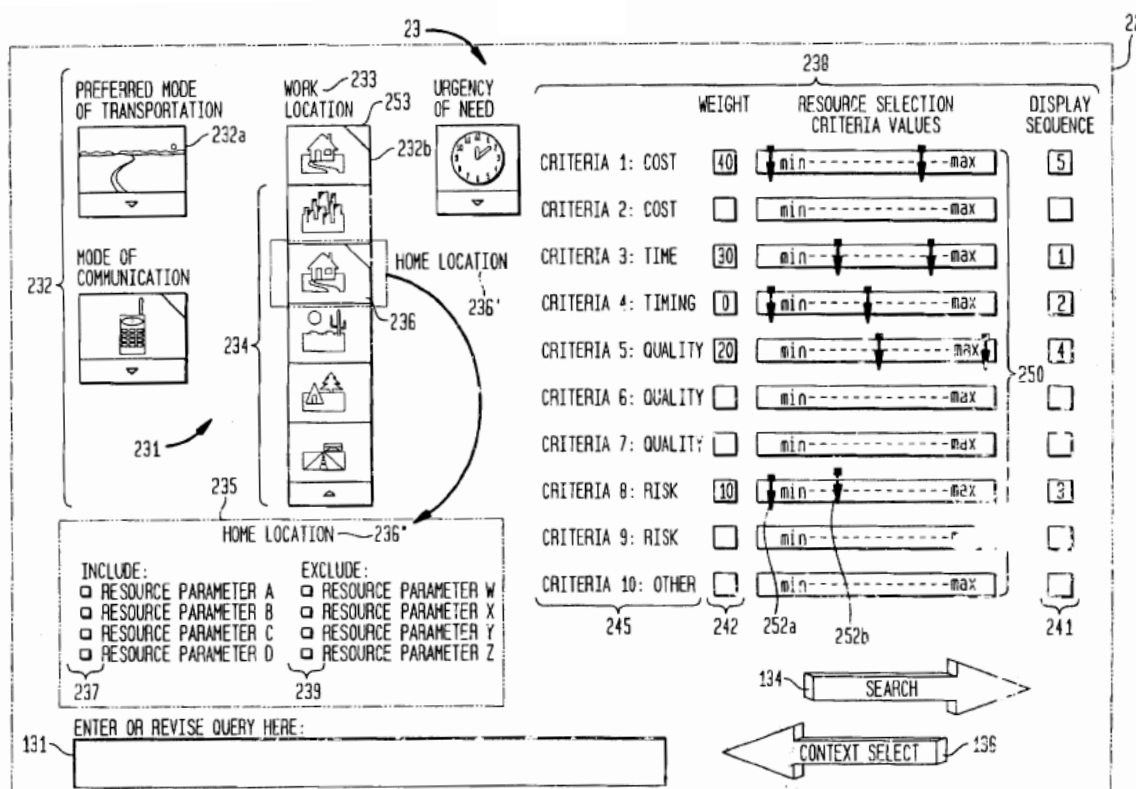 23
22
PREFERRED MODE
OF TRANSPORTATION
232a
WORK
LOCATION
233
253
232b
URGENCY
OF NEED
MODE OF
COMMUNICATION
232
231
234
HOME LOCATION
236'
236
235
HOME LOCATION 236"
INCLUDE:
RESOURCE PARAMETER A
RESOURCE PARAMETER B
RESOURCE PARAMETER C
RESOURCE PARAMETER D
237
EXCLUDE:
RESOURCE PARAMETER W
RESOURCE PARAMETER X
RESOURCE PARAMETER Y
RESOURCE PARAMETER Z
239
238
WEIGHT RESOURCE SELECTION CRITERIA VALUES DISPLAY SEQUENCE
CRITERIA 1: COST 40 min max 5
CRITERIA 2: COST min max
CRITERIA 3: TIME 30 min max 1
CRITERIA 4: TIMING 0 min max 2
CRITERIA 5: QUALITY 20 min max 4
CRITERIA 6: QUALITY min max
CRITERIA 7: QUALITY min max
CRITERIA 8: RISK 10 min max 3
CRITERIA 9: RISK min
CRITERIA 10: OTHER min max
250
245 242 252a 252b 241
134 SEARCH
CONTEXT SELECT 136
ENTER OR REVISE QUERY HERE:
131